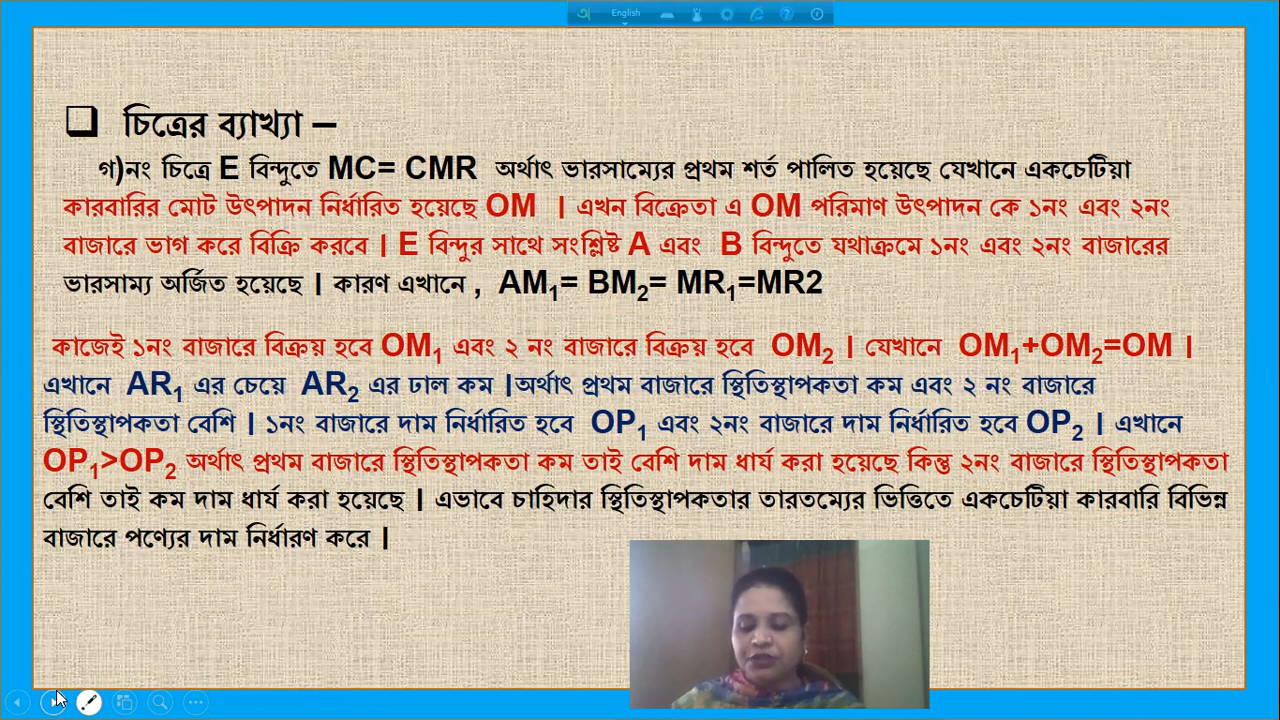 অ English
❑ চিত্রের ব্যাখ্যা –
গ)নং চিত্রে E বিন্দুতে MC= CMR অর্থাৎ ভারসাম্যের প্রথম শর্ত পালিত হয়েছে যেখানে একচেটিয়া
কারবারির মোট উৎপাদন নির্ধারিত হয়েছে OM । এখন বিক্রেতা এ OM পরিমাণ উৎপাদন কে ১নং এবং ২নং
বাজারে ভাগ করে বিক্রি করবে । E বিন্দুর সাথে সংশ্লিষ্ট A এবং B বিন্দুতে যথাক্রমে ১নং এবং ২নং বাজারের
ভারসাম্য অর্জিত হয়েছে । কারণ এখানে , AM₁= BM₂= MR₁=MR2
কাজেই ১নং বাজারে বিক্রয় হবে OM₁ এবং ২ নং বাজারে বিক্রয় হবে OM₂ । যেখানে OM₁+OM₂=OM ।
এখানে AR₁ এর চেয়ে AR₂ এর ঢাল কম ।অর্থাৎ প্রথম বাজারে স্থিতিস্থাপকতা কম এবং ২ নং বাজারে
স্থিতিস্থাপকতা বেশি । ১নং বাজারে দাম নির্ধারিত হবে OP₁ এবং ২নং বাজারে দাম নির্ধারিত হবে OP₂ । এখানে
OP₁>OP₂ অর্থাৎ প্রথম বাজারে স্থিতিস্থাপকতা কম তাই বেশি দাম ধার্য করা হয়েছে কিন্তু ২নং বাজারে স্থিতিস্থাপকতা
বেশি তাই কম দাম ধার্য করা হয়েছে । এভাবে চাহিদার স্থিতিস্থাপকতার তারতম্যের ভিত্তিতে একচেটিয়া কারবারি বিভিন্ন
বাজারে পণ্যের দাম নির্ধারণ করে ।